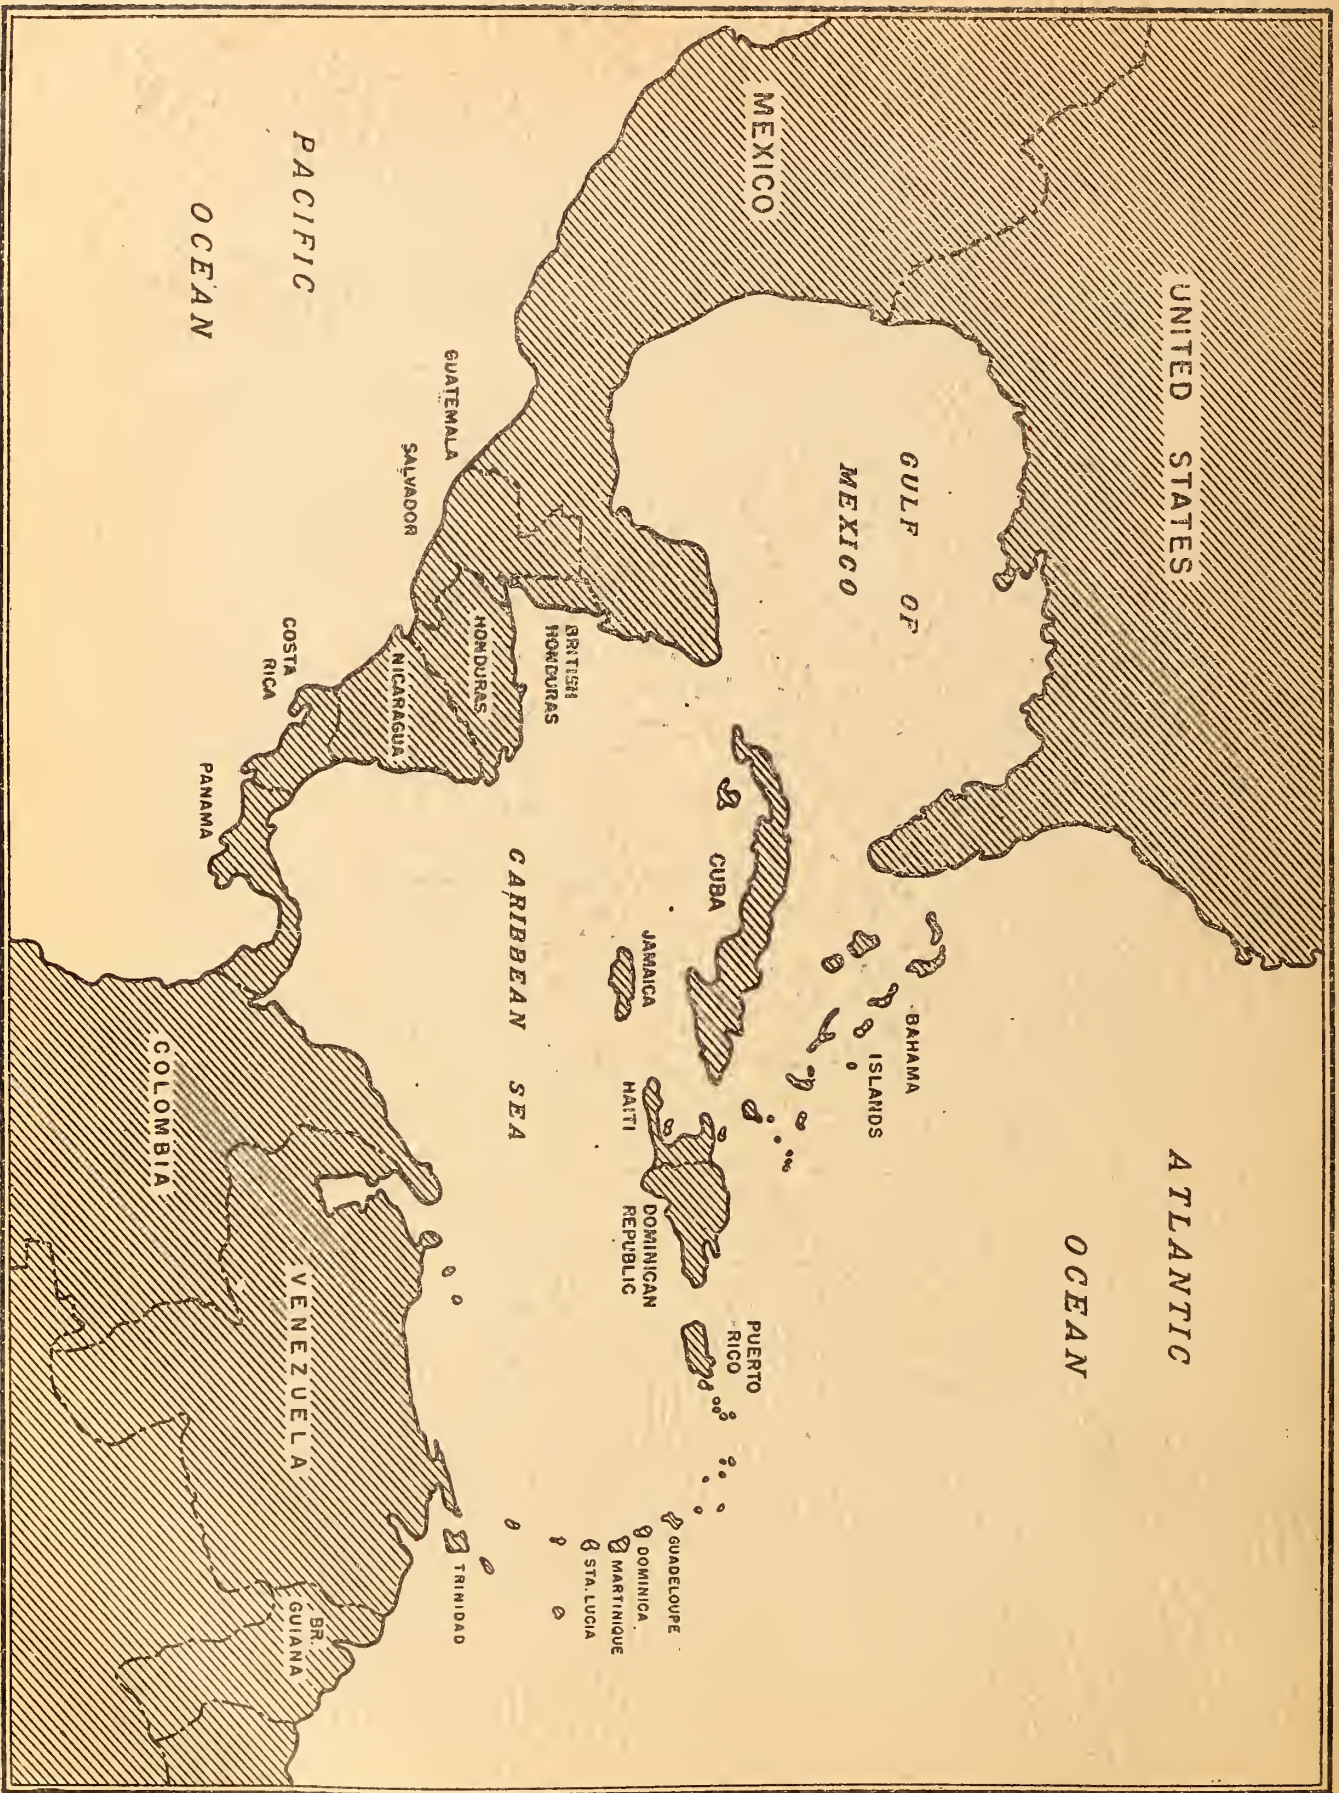 UNITED STATES
MEXICO
GULF OF
MEXICO
ATLANTIC
OCEAN
PACIFIC
OCEAN
BAHAMA
ISLANDS
CUBA
JAMAICA
HAITI
DOMINICAN
REPUBLIC
PUERTO
RICO
GUADELOUPE
DOMINICA
MARTINIQUE
STA. LUCIA
TRINIDAD
CARIBBEAN SEA
BRITISH
HONDURAS
GUATEMALA
SALVADOR
HONDURAS
NICARAGUA
COSTA
RICA
PANAMA
COLOMBIA
VENEZUELA
BR.
GUIANA